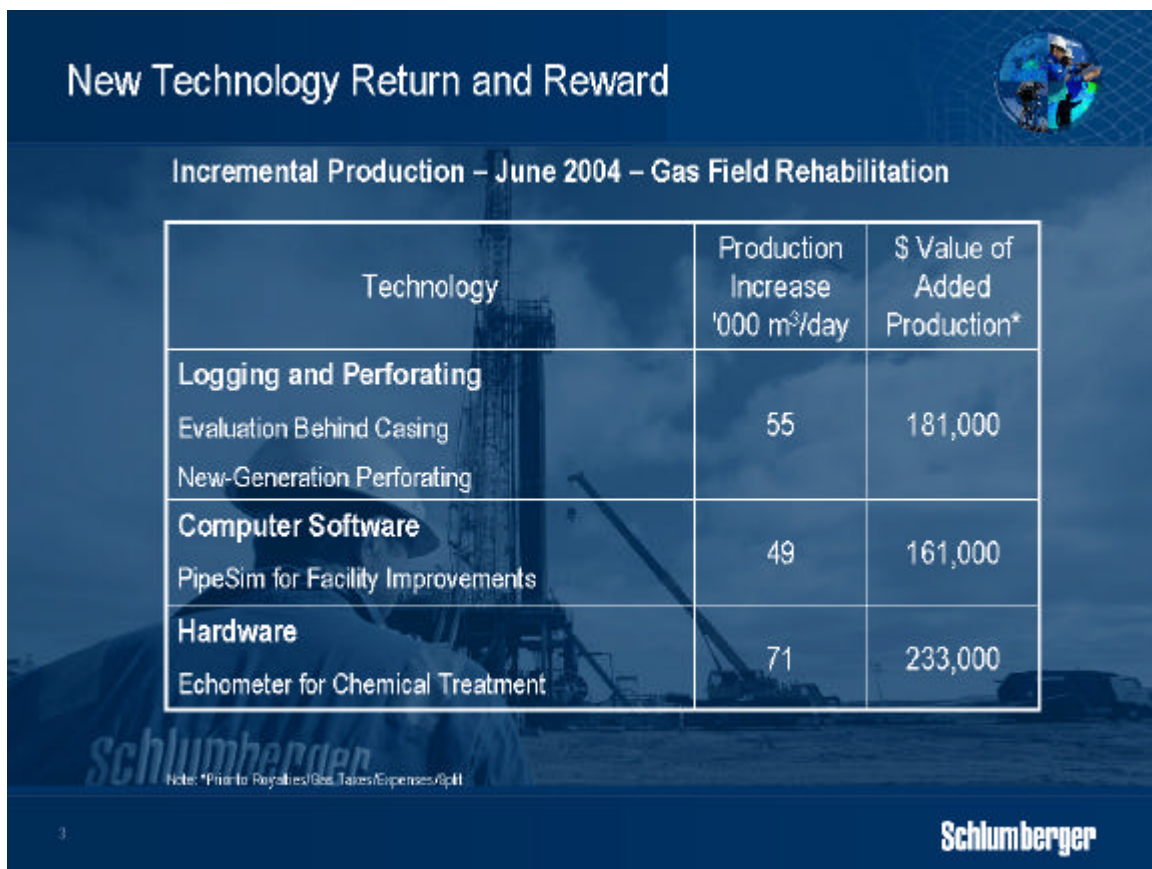 New Technology Return and Reward
Incremental Production – June 2004 – Gas Field Rehabilitation
Technology
Production
Increase
'000 m³/day
$ Value of
Added
Production*
Logging and Perforating
Evaluation Behind Casing
New-Generation Perforating
55
181,000
Computer Software
PipeSim for Facility Improvements
49
161,000
Hardware
Echometer for Chemical Treatment
71
233,000
Schlumberger
Note: *Prior to Royalties/Gas Taxes/Expenses/Split
3
Schlumberger